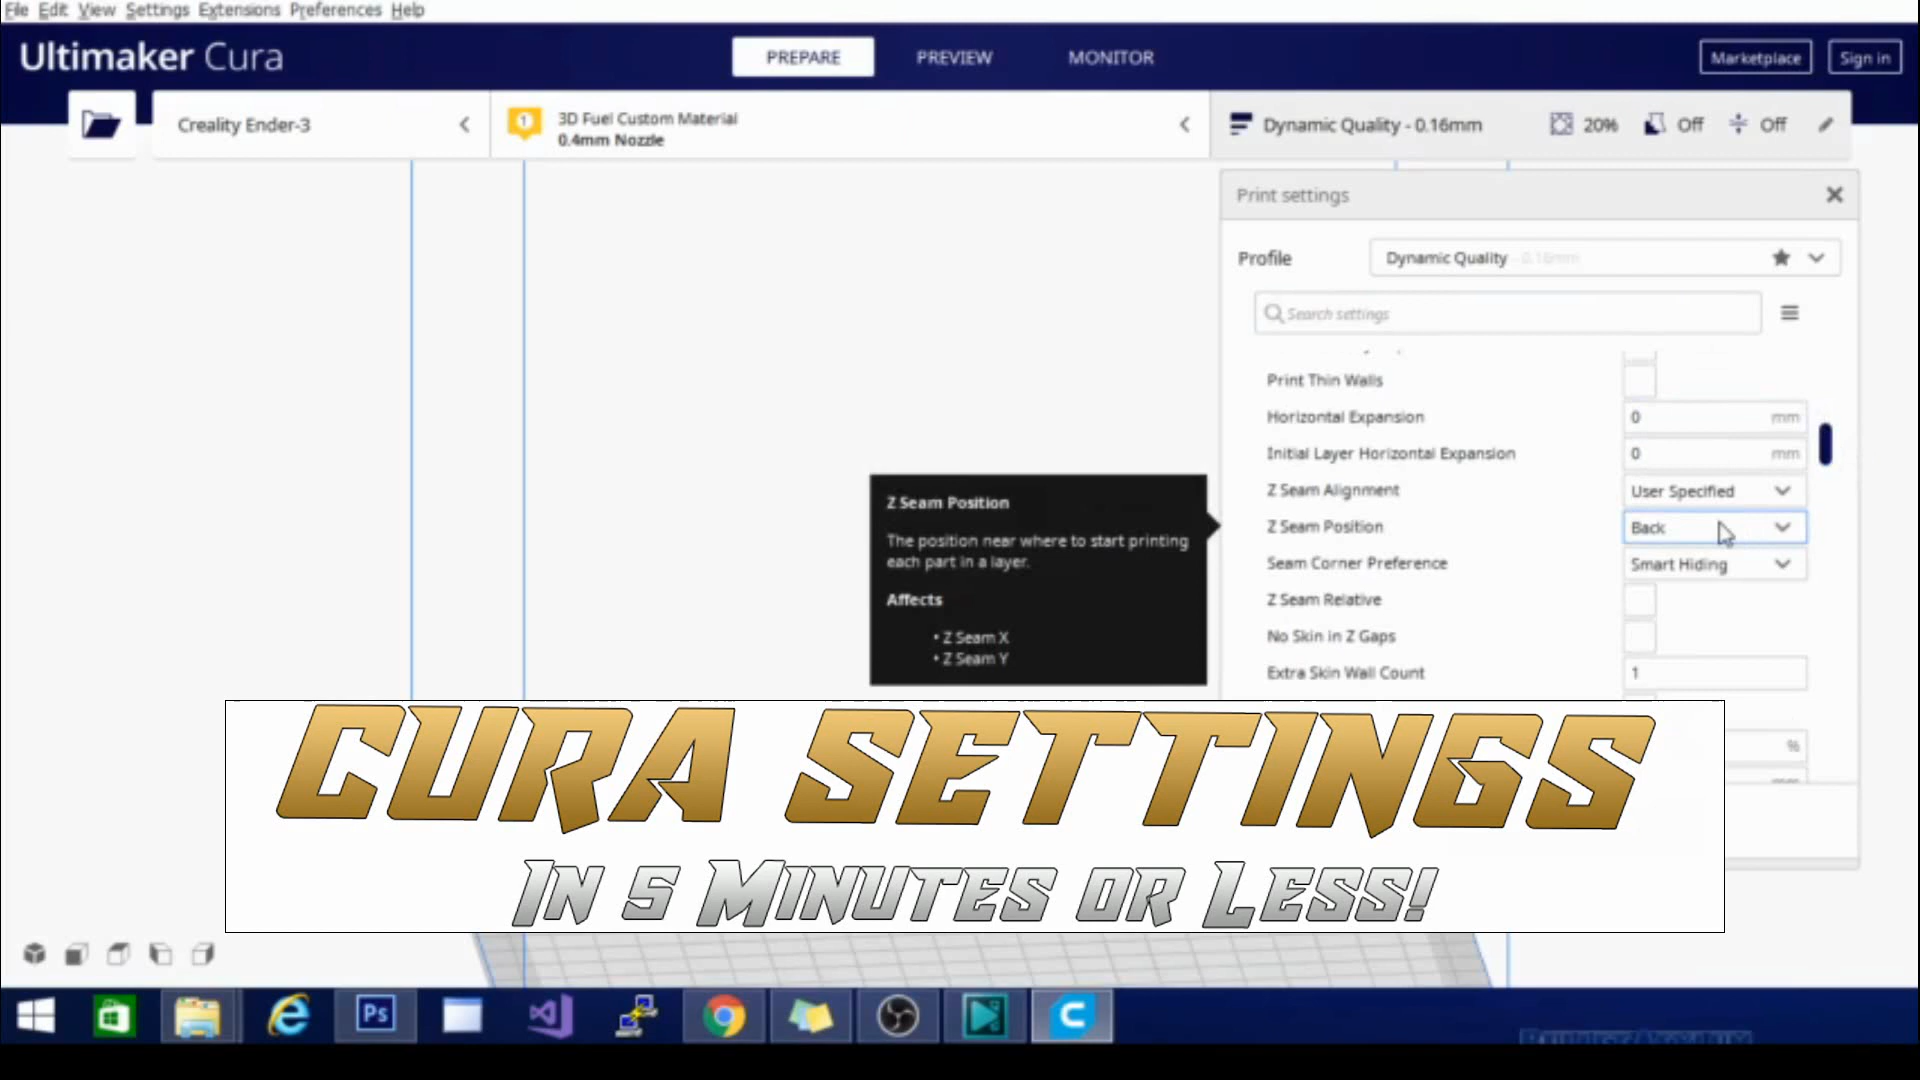 File Edit View Settings Extensions Preferences Help
Ultimaker Cura
PREPARE
PREVIEW
MONITOR
Marketplace
Sign in
Creality Ender-3
1
3D Fuel Custom Material
0.4mm Nozzle
Dynamic Quality - 0.16mm
20%
Off
Off
Print settings
Profile
Dynamic Quality - 0.16mm
Search settings
Print Thin Walls
Horizontal Expansion 0 mm
Initial Layer Horizontal Expansion 0 mm
Z Seam Alignment User Specified
Z Seam Position Back
Seam Corner Preference Smart Hiding
Z Seam Relative
No Skin in Z Gaps
Extra Skin Wall Count 1
%
Z Seam Position
The position near where to start printing
each part in a layer.
Affects
• Z Seam X
• Z Seam Y
CURA SETTINGS
IN 5 MINUTES OR LESS!
Ps